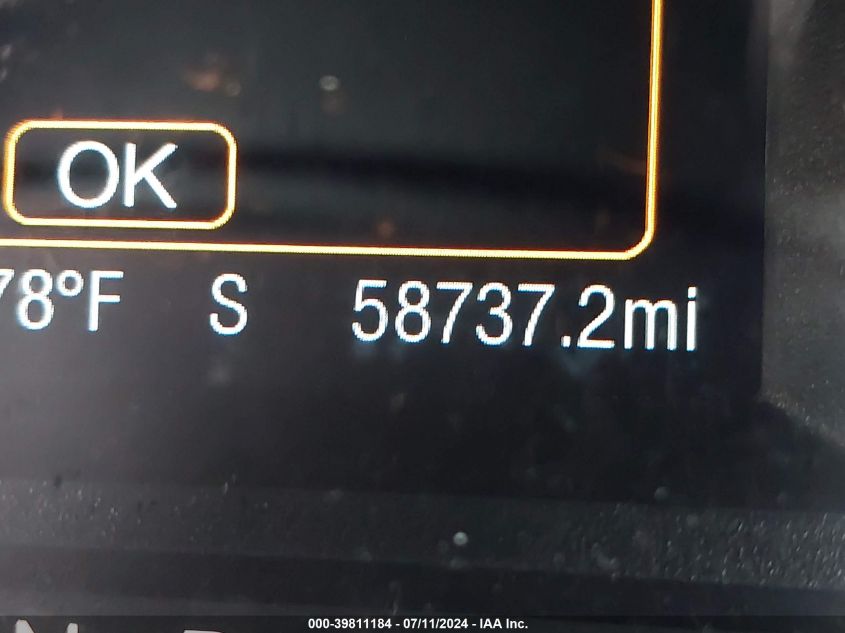 OK
78°F S 58737.2mi
000-39811184 - 07/11/2024 - IAA Inc.